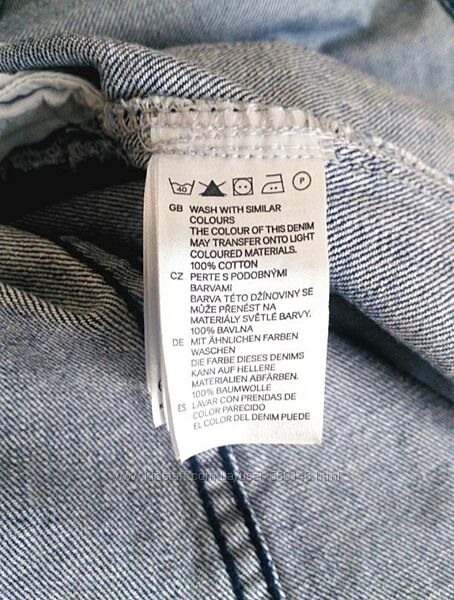 40 P
GB WASH WITH SIMILAR
COLOURS
THE COLOUR OF THIS DENIM
MAY TRANSFER ONTO LIGHT
COLOURED MATERIALS.
100% COTTON
CZ PERTE S PODOBNÝMI
BARVAMI
BARVA TÉTO DŽÍNOVINY SE
MŮŽE PŘENÉST NA
MATERIÁLY SVĚTLÉ BARVY.
100% BAVLNA
DE MIT ÄHNLICHEN FARBEN
WASCHEN
DIE FARBE DIESES DENIMS
KANN AUF HELLERE
MATERIALIEN ABFÄRBEN.
100% BAUMWOLLE
ES LAVAR CON PRENDAS DE
COLOR PARECIDO
EL COLOR DEL DENIM PUEDE